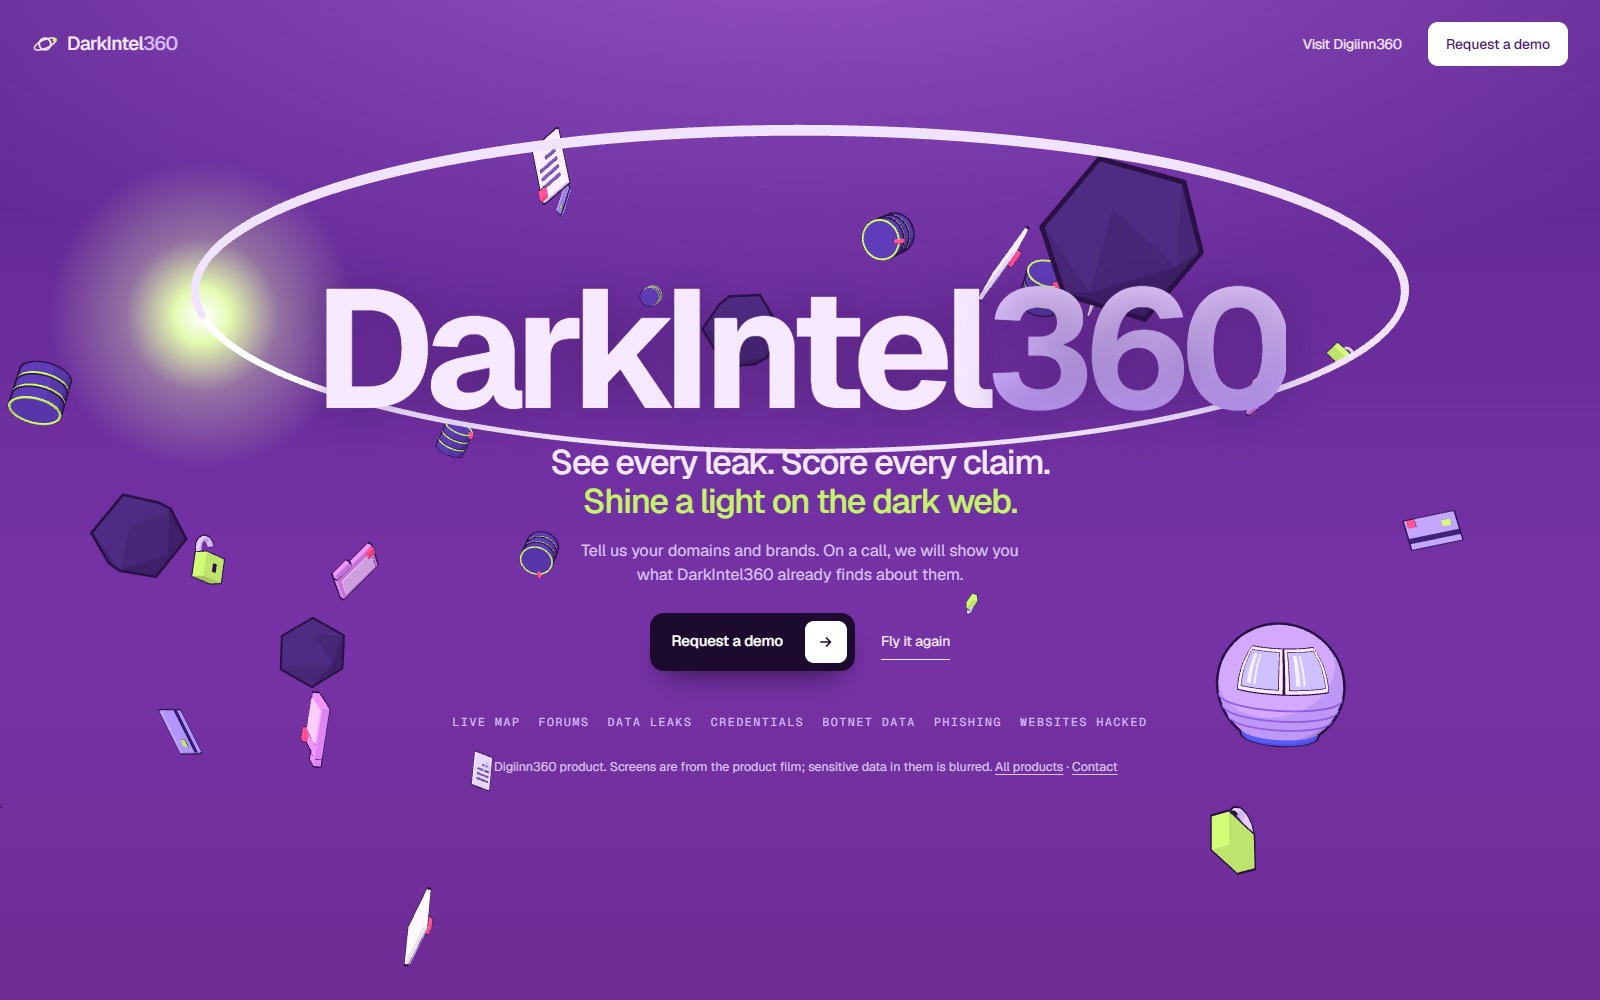 DarkIntel360
Visit Digiinn360
Request a demo
DarkIntel360
See every leak. Score every claim.
Shine a light on the dark web.
Tell us your domains and brands. On a call, we will show you
what DarkIntel360 already finds about them.
Request a demo
Fly it again
LIVE MAP FORUMS DATA LEAKS CREDENTIALS BOTNET DATA PHISHING WEBSITES HACKED
Digiinn360 product. Screens are from the product film; sensitive data in them is blurred. All products · Contact